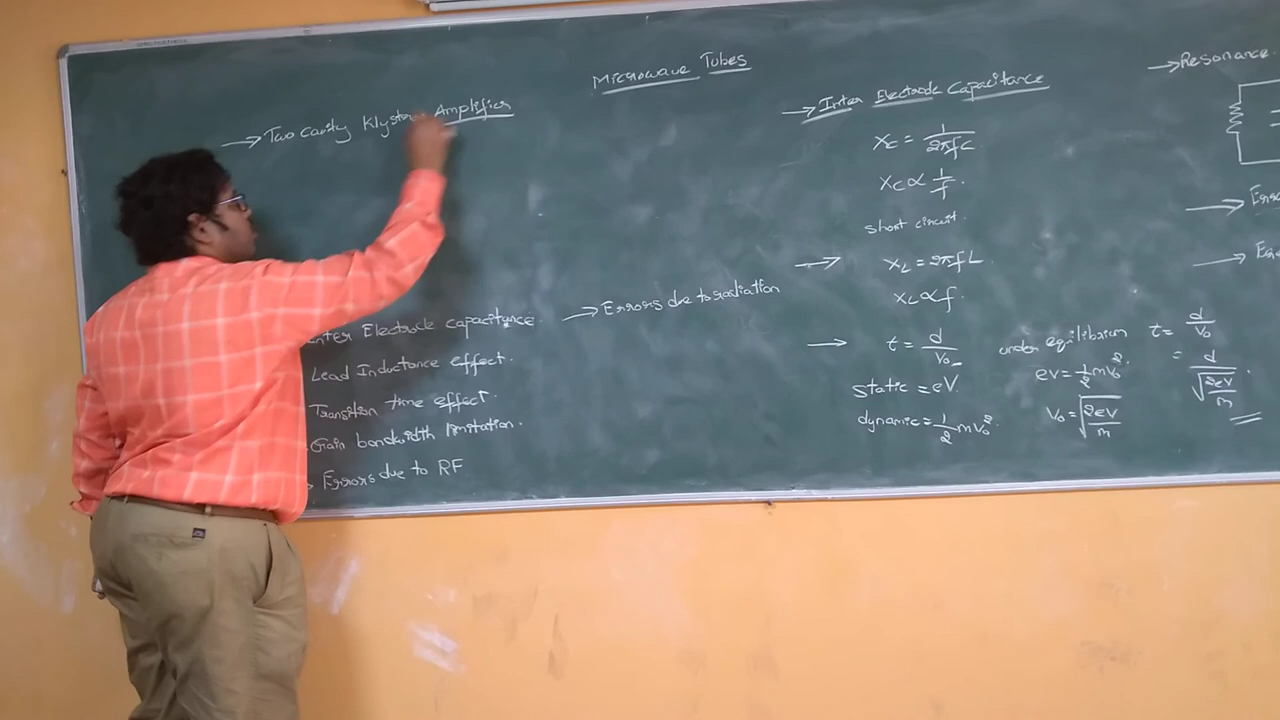 Microwave Tubes
→ Two cavity Klystron Amplifier
Inter Electrode capacitance.
Lead Inductance effect.
Transition time effect.
Gain bandwidth limitation.
→ Errors due to RF
→ Errors due to radiation
→ Inter Electrode Capacitance
Xc = 1/2πfc
Xc ∝ 1/f.
short circuit.
→ XL = 2πfL
XL ∝ f.
→ t = d/Vo
static = eV.
dynamic = 1/2 mVo².
under equilibrium
eV = 1/2 mVo².
Vo = √(2eV/m)
t = d/Vo
= d/√(2eV/m).
→ Resonance